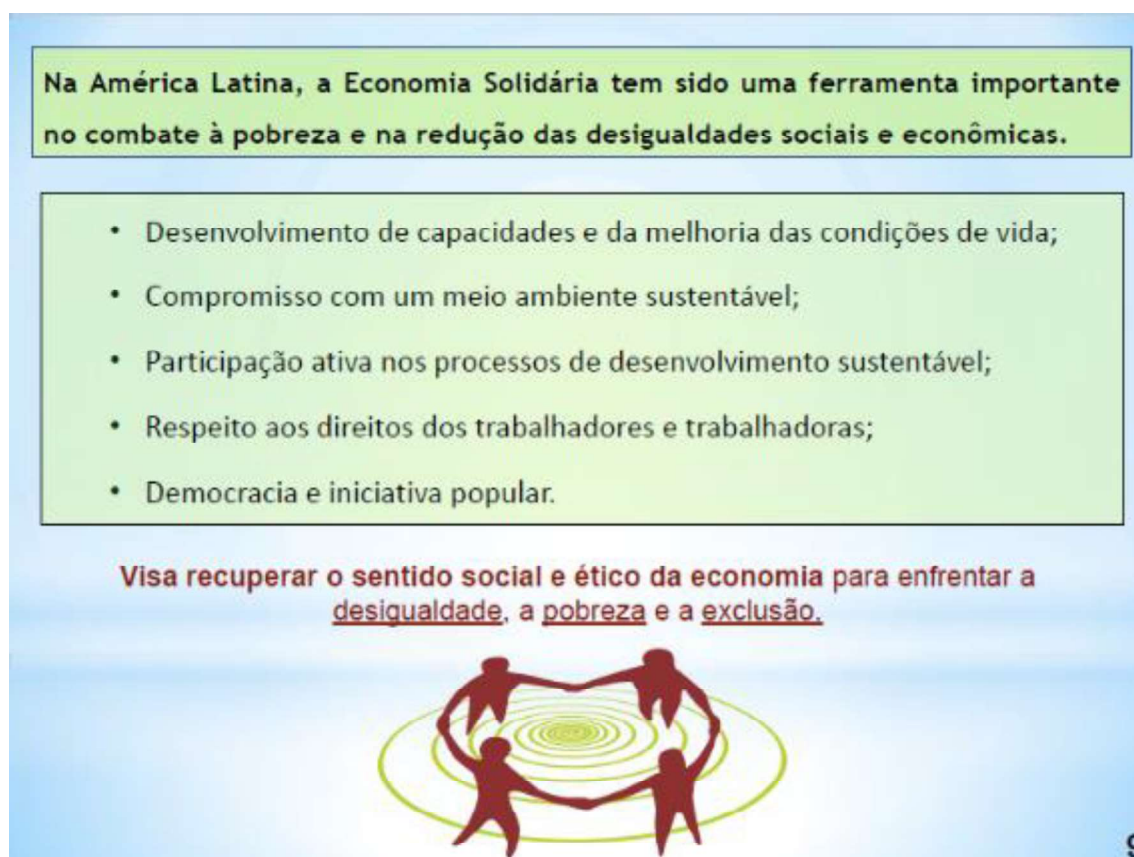 Na América Latina, a Economia Solidária tem sido uma ferramenta importante
no combate à pobreza e na redução das desigualdades sociais e econômicas.
• Desenvolvimento de capacidades e da melhoria das condições de vida;
• Compromisso com um meio ambiente sustentável;
• Participação ativa nos processos de desenvolvimento sustentável;
• Respeito aos direitos dos trabalhadores e trabalhadoras;
• Democracia e iniciativa popular.
Visa recuperar o sentido social e ético da economia para enfrentar a
desigualdade, a pobreza e a exclusão.